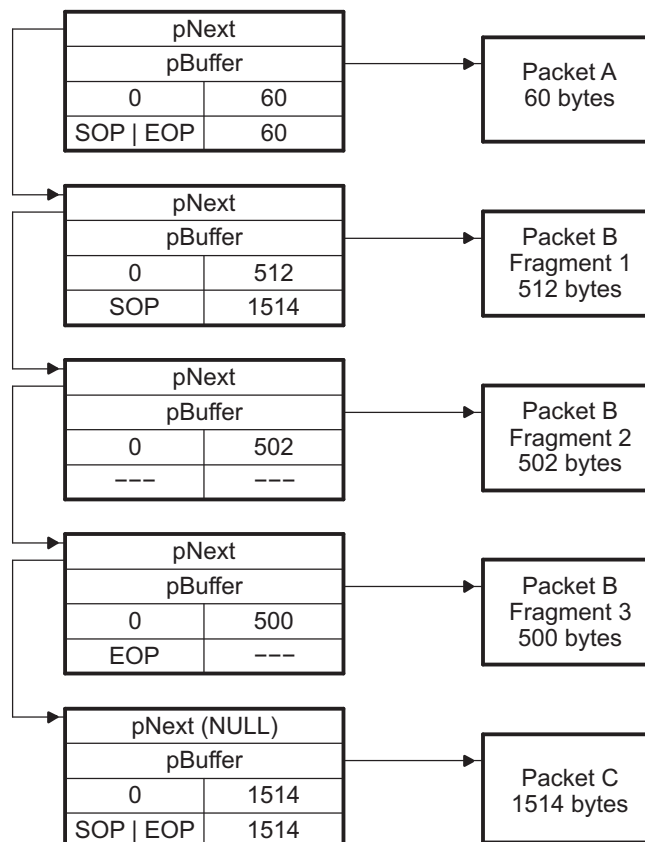 pNext
pBuffer
0 60
SOP | EOP 60
Packet A
60 bytes
pNext
pBuffer
0 512
SOP 1514
Packet B
Fragment 1
512 bytes
pNext
pBuffer
0 502
––– –––
Packet B
Fragment 2
502 bytes
pNext
pBuffer
0 500
EOP –––
Packet B
Fragment 3
500 bytes
pNext (NULL)
pBuffer
0 1514
SOP | EOP 1514
Packet C
1514 bytes